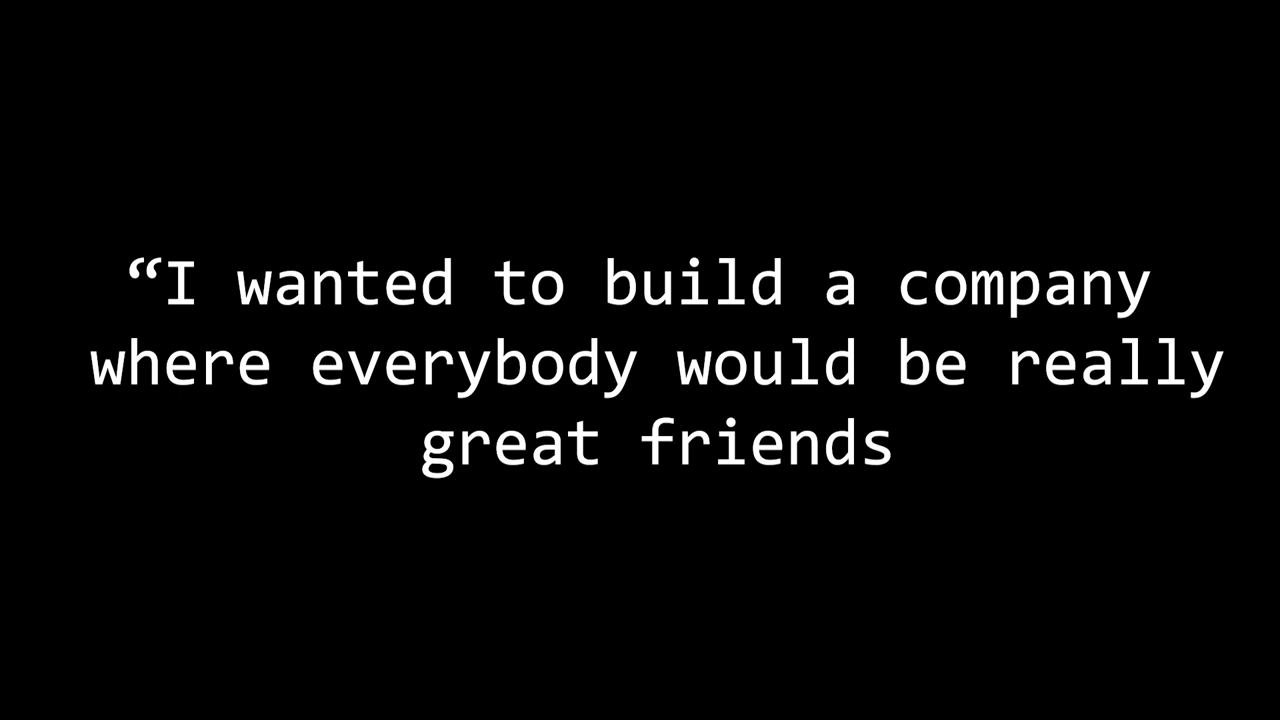 “I wanted to build a company
where everybody would be really
great friends